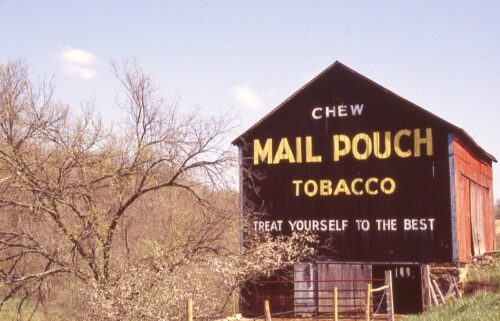 CHEW
MAIL POUCH
TOBACCO
TREAT YOURSELF TO THE BEST